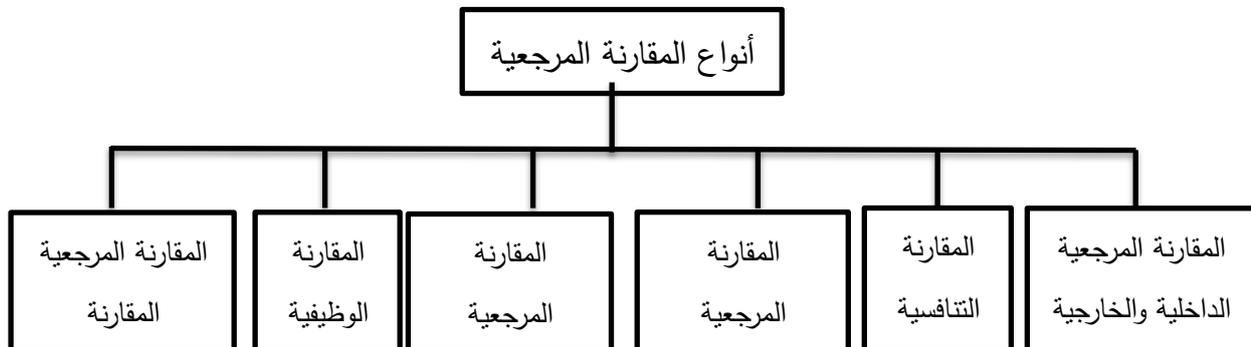 أنواع المقارنة المرجعية
المقارنة المرجعية
الداخلية والخارجية
المقارنة
التنافسية
المقارنة
المرجعية
المقارنة
المرجعية
المقارنة
الوظيفية
المقارنة المرجعية
المقارنة